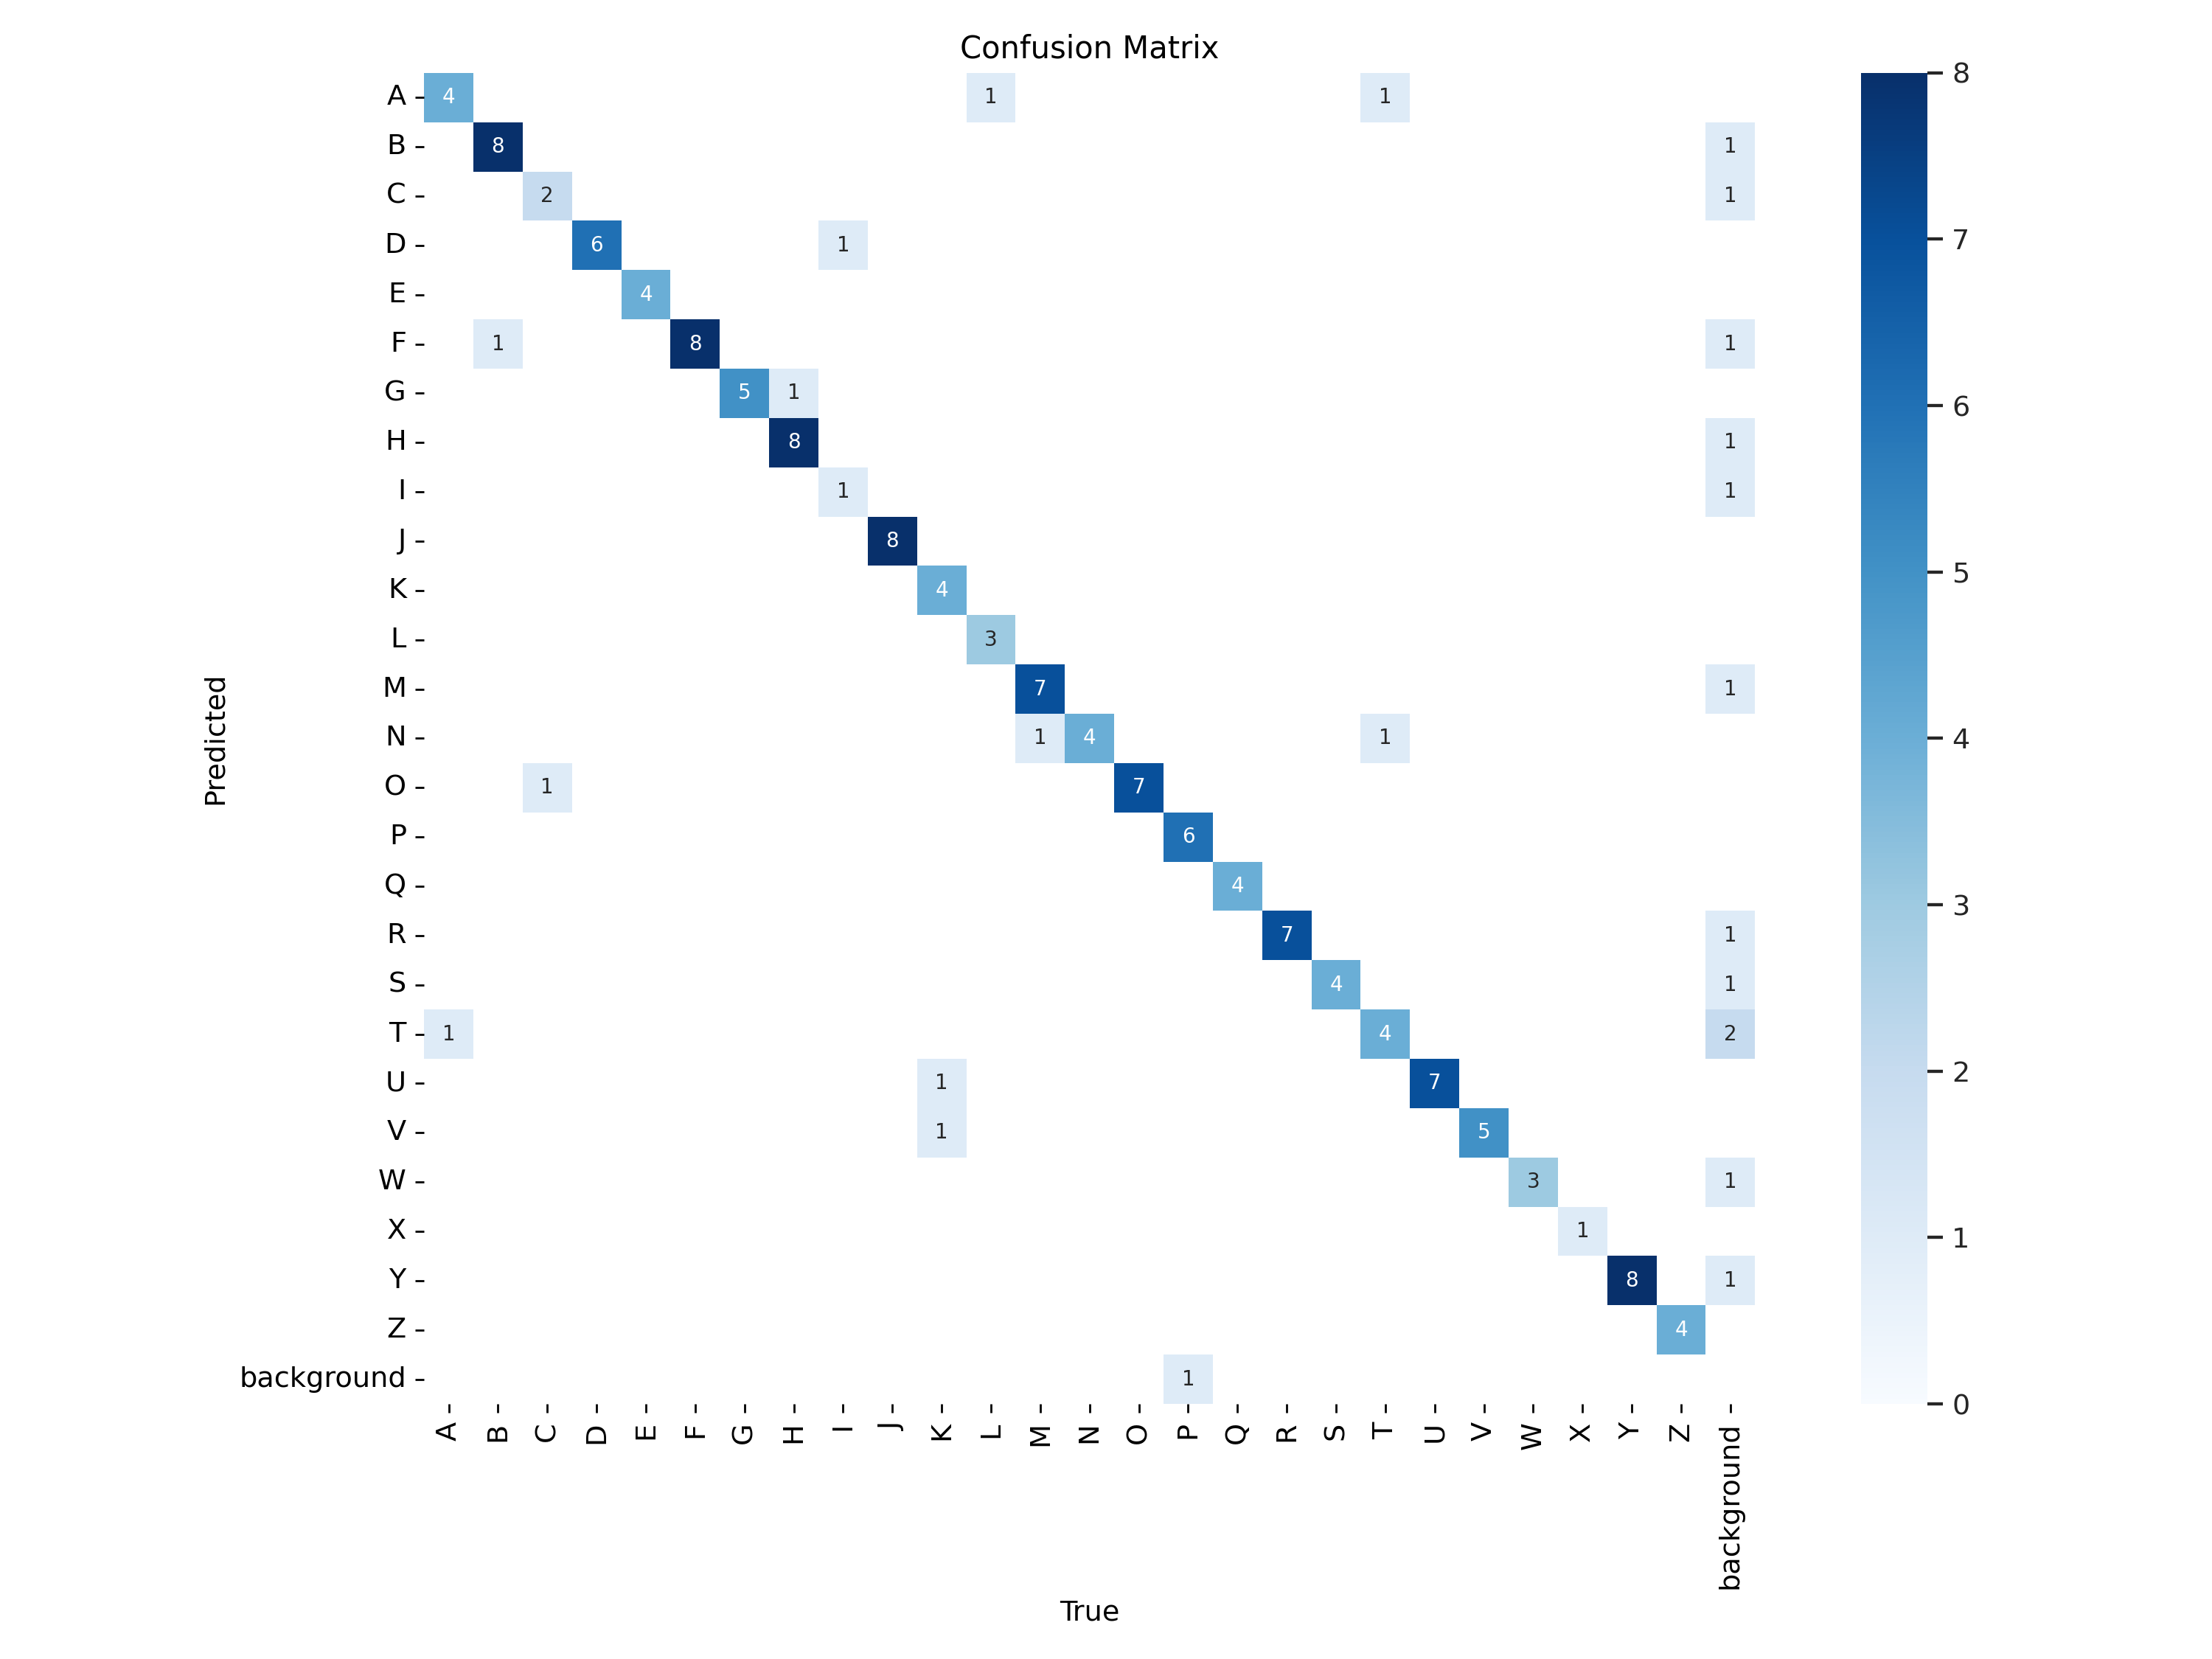 Confusion Matrix
A 4 1 1
B 8 1
C 2 1
D 6 1
E 4
F 1 8 1
G 5 1
H 8 1
I 1 1
J 8
K 4
L 3
M 7 1
N 1 4 1
O 1 7
P 6
Q 4
R 7 1
S 4 1
T 1 4 2
U 1 7
V 1 5
W 3 1
X 1
Y 8 1
Z 4
background 1
A B C D E F G H I J K L M N O P Q R S T U V W X Y Z background
True
Predicted
8
7
6
5
4
3
2
1
0